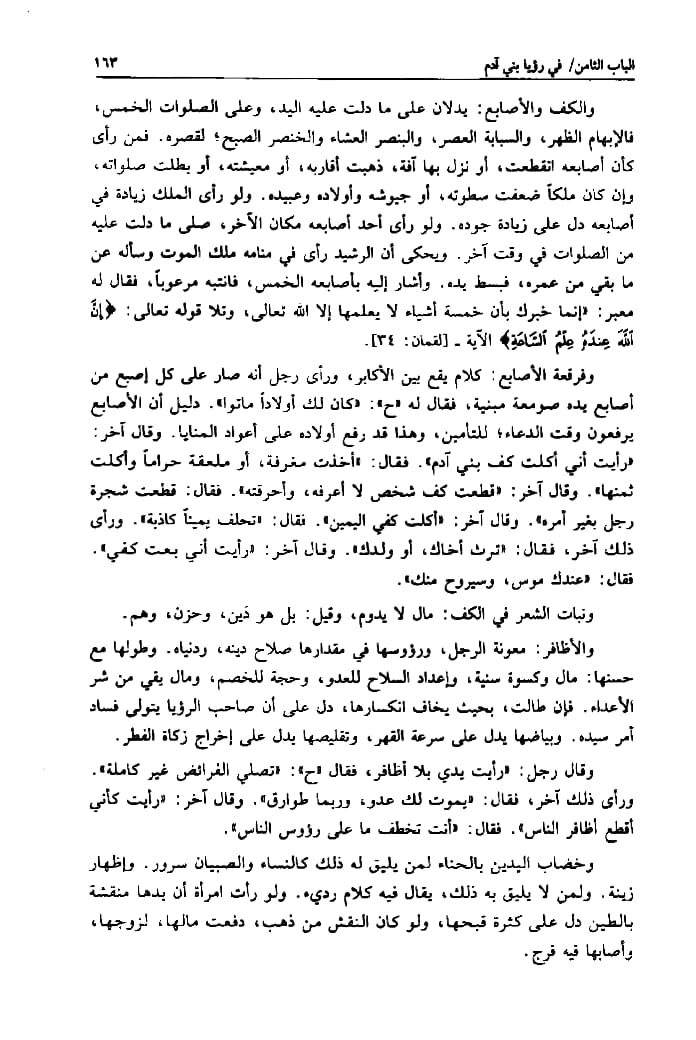 الباب الثامن/ في رؤيا بني آدم ١٦٣
والكف والأصابع: يدلان على ما دلت عليه اليد، وعلى الصلوات الخمس،
فالإبهام الظهر، والسبابة العصر، والبنصر العشاء والخنصر الصبح؛ لقصره. فمن رأى
كأن أصابعه انقطعت، أو نزل بها آفة، ذهبت أقاربه، أو معيشته، أو بطلت صلواته،
وإن كان ملكاً ضعفت سطوته، أو جيوشه وأولاده وعبيده. ولو رأى الملك زيادة في
أصابعه دل على زيادة جوده. ولو رأى أحد أصابعه مكان الآخر، صلى ما دلت عليه
من الصلوات في وقت آخر. ويحكى أن الرشيد رأى في منامه ملك الموت وسأله عن
ما بقي من عمره، فبسط يده. وأشار إليه بأصابعه الخمس، فانتبه مرعوباً، فقال له
معبر: «إنما خبرك بأن خمسة أشياء لا يعلمها إلا الله تعالى، وتلا قوله تعالى: ﴿إِنَّ
ٱللَّهَ عِندَهُۥ عِلْمُ ٱلسَّاعَةِ﴾ الآية ـ [لقمان: ٣٤].
وفرقعة الأصابع: كلام يقع بين الأكابر، ورأى رجل أنه صار على كل إصبع من
أصابع يده صومعة مبنية، فقال له «ح»: «كان لك أولاداً ماتوا». دليل أن الأصابع
يرفعون وقت الدعاء؛ للتأمين، وهذا قد رفع أولاده على أعواد المنايا. وقال آخر:
«رأيت أني أكلت كف بني آدم». فقال: «أخذت مغرفة، أو ملعقة حراماً وأكلت
ثمنها». وقال آخر: «قطعت كف شخص لا أعرفه، وأحرقته». فقال: قطعت شجرة
رجل بغير أمره». وقال آخر: «أكلت كفي اليمين». فقال: «تحلف يميناً كاذبة». ورأى
ذلك آخر، فقال: «ترث أخاك، أو ولدك». وقال آخر: «رأيت أني بعت كفي».
فقال: «عندك موس، وسيروح منك».
ونبات الشعر في الكف: مال لا يدوم، وقيل: بل هو دَين، وحزن، وهم.
والأظافر: معونة الرجل، ورؤوسها في مقدارها صلاح دينه، ودنياه. وطولها مع
حسنها: مال وكسوة سنية، وإعداد السلاح للعدو، وحجة للخصم، ومال يقي من شر
الأعداء. فإن طالت، بحيث يخاف انكسارها، دل على أن صاحب الرؤيا يتولى فساد
أمر سيده. وبياضها يدل على سرعة القهر، وتقليصها يدل على إخراج زكاة الفطر.
وقال رجل: «رأيت يدي بلا أظافر، فقال «ح»: «تصلي الفرائض غير كاملة».
ورأى ذلك آخر، فقال: «يموت لك عدو، وربما طوارق». وقال آخر: «رأيت كأني
أقطع أظافر الناس». فقال: «أنت تخطف ما على رؤوس الناس».
وخضاب اليدين بالحناء لمن يليق له ذلك كالنساء والصبيان سرور. وإظهار
زينة. ولمن لا يليق به ذلك، يقال فيه كلام رديء. ولو رأت امرأة أن يدها منقشة
بالطين دل على كثرة قبحها، ولو كان النقش من ذهب، دفعت مالها، لزوجها،
وأصابها فيه فرج.